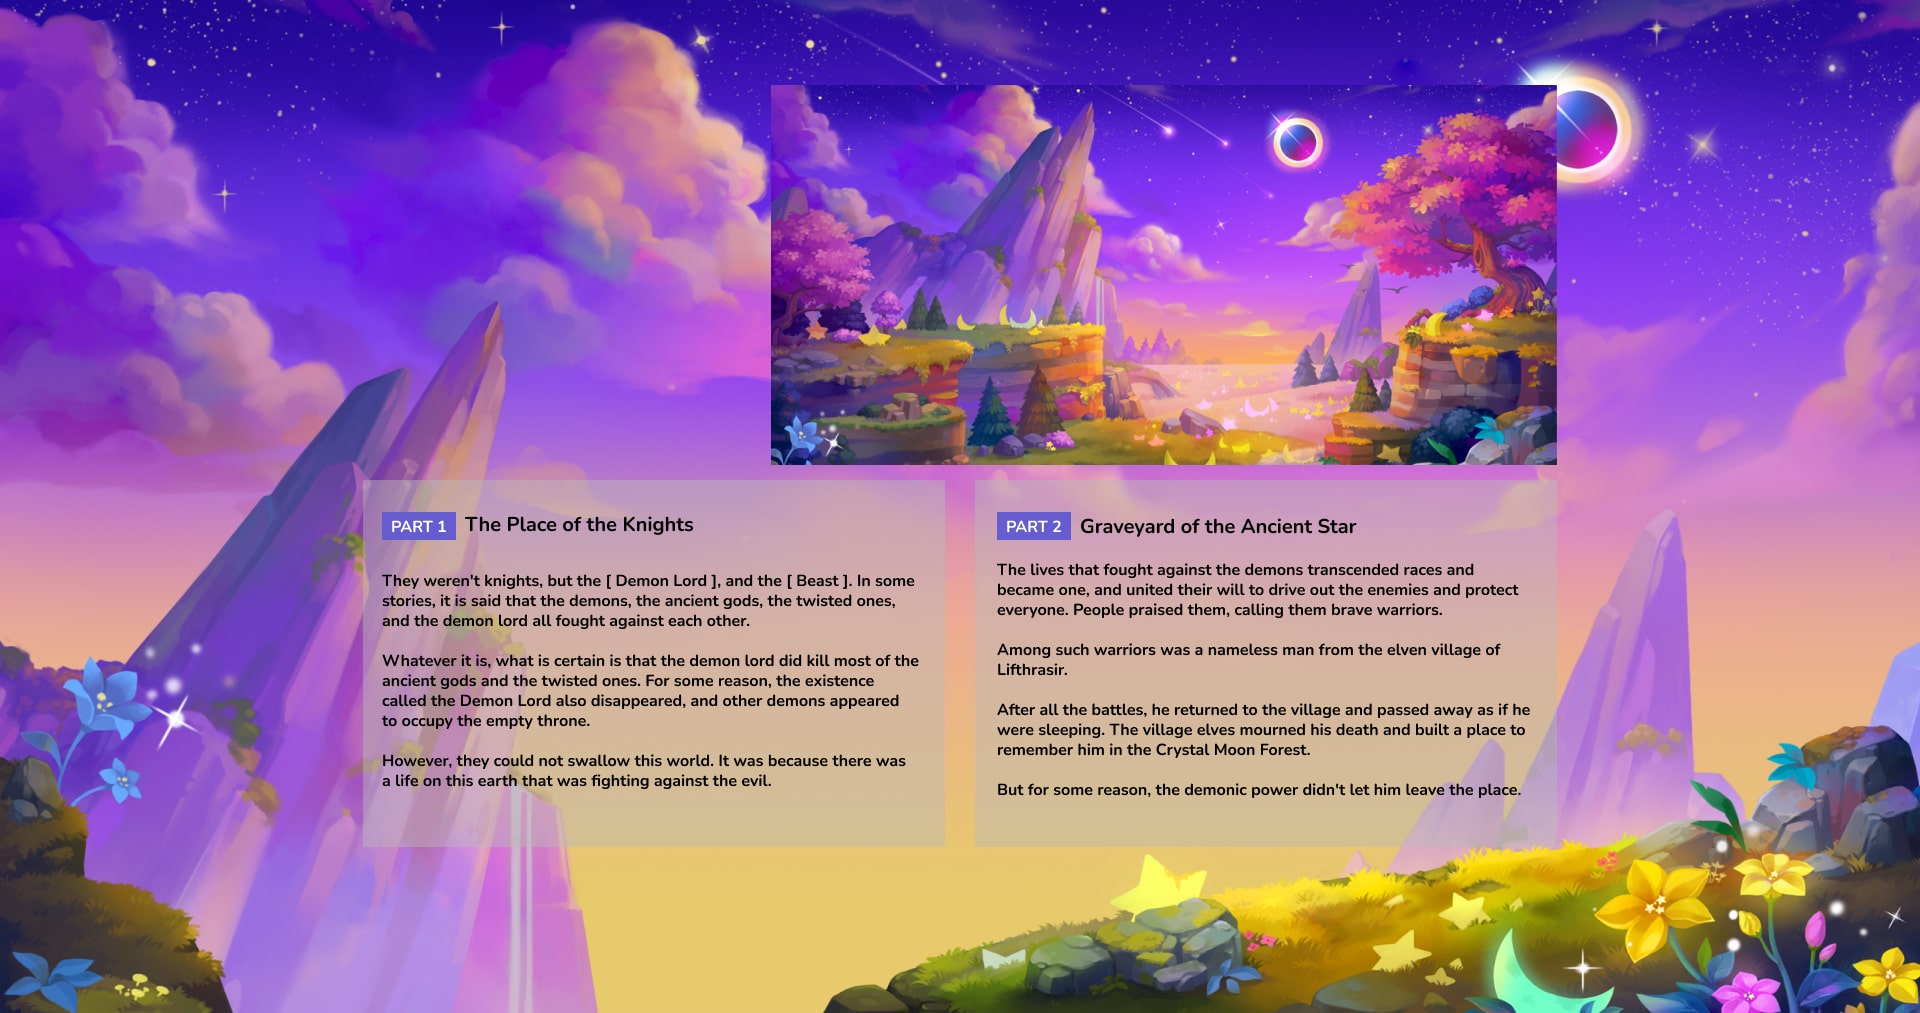 PART 1 The Place of the Knights
They weren't knights, but the [ Demon Lord ], and the [ Beast ]. In some
stories, it is said that the demons, the ancient gods, the twisted ones,
and the demon lord all fought against each other.
Whatever it is, what is certain is that the demon lord did kill most of the
ancient gods and the twisted ones. For some reason, the existence
called the Demon Lord also disappeared, and other demons appeared
to occupy the empty throne.
However, they could not swallow this world. It was because there was
a life on this earth that was fighting against the evil.
PART 2 Graveyard of the Ancient Star
The lives that fought against the demons transcended races and
became one, and united their will to drive out the enemies and protect
everyone. People praised them, calling them brave warriors.
Among such warriors was a nameless man from the elven village of
Lifthrasir.
After all the battles, he returned to the village and passed away as if he
were sleeping. The village elves mourned his death and built a place to
remember him in the Crystal Moon Forest.
But for some reason, the demonic power didn't let him leave the place.